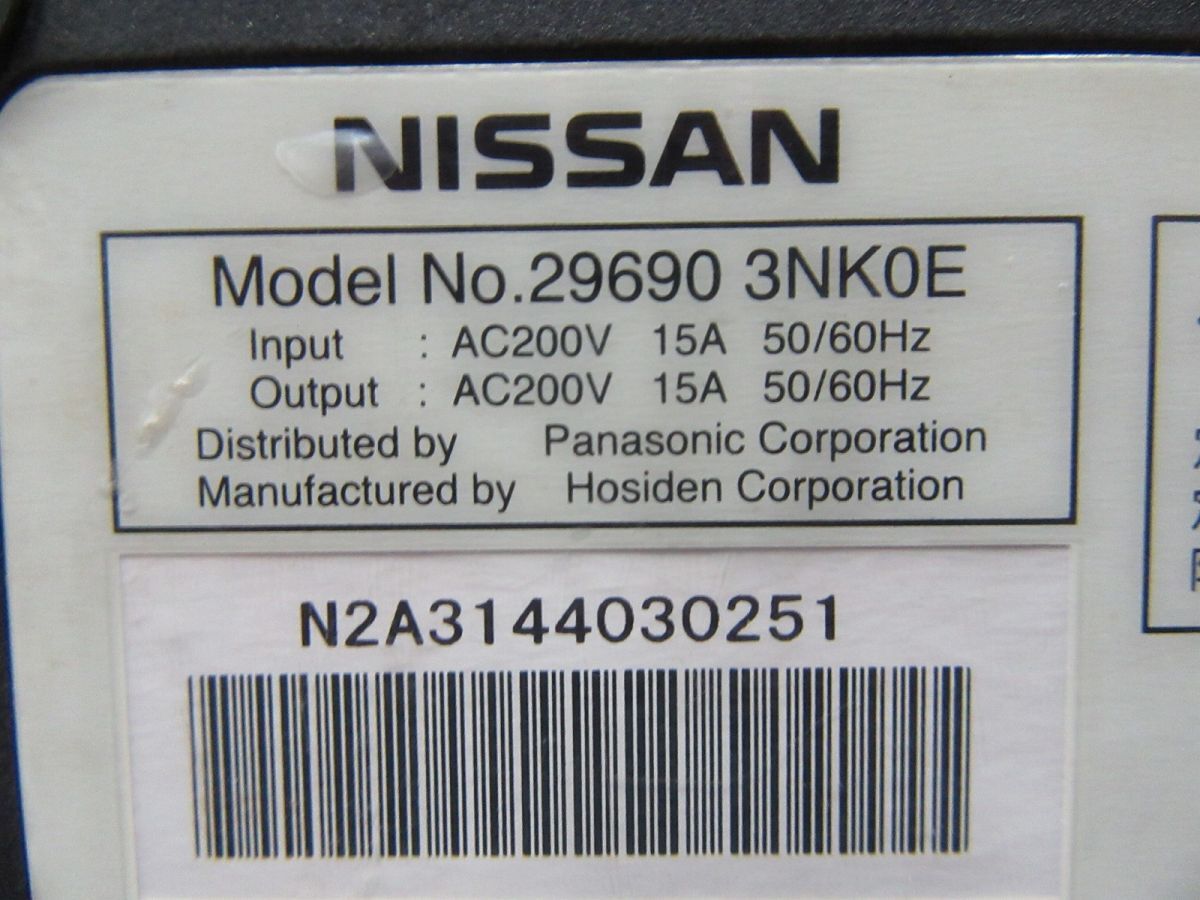 NISSAN
Model No.29690 3NK0E
Input : AC200V 15A 50/60Hz
Output : AC200V 15A 50/60Hz
Distributed by Panasonic Corporation
Manufactured by Hosiden Corporation
N2A3144030251